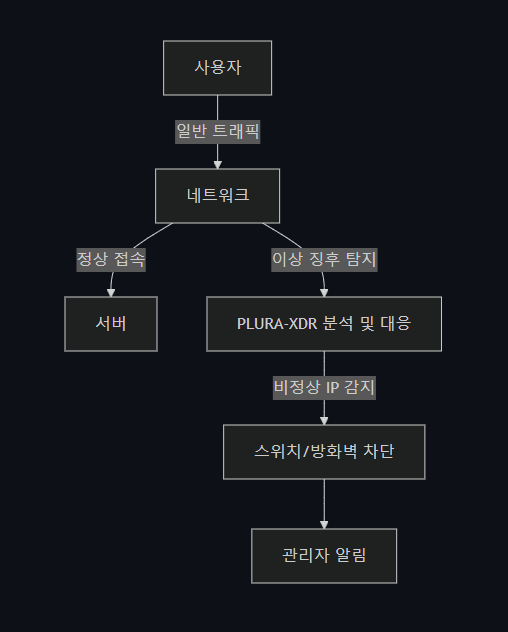 사용자
일반 트래픽
네트워크
정상 접속
이상 징후 탐지
서버
PLURA-XDR 분석 및 대응
비정상 IP 감지
스위치/방화벽 차단
관리자 알림